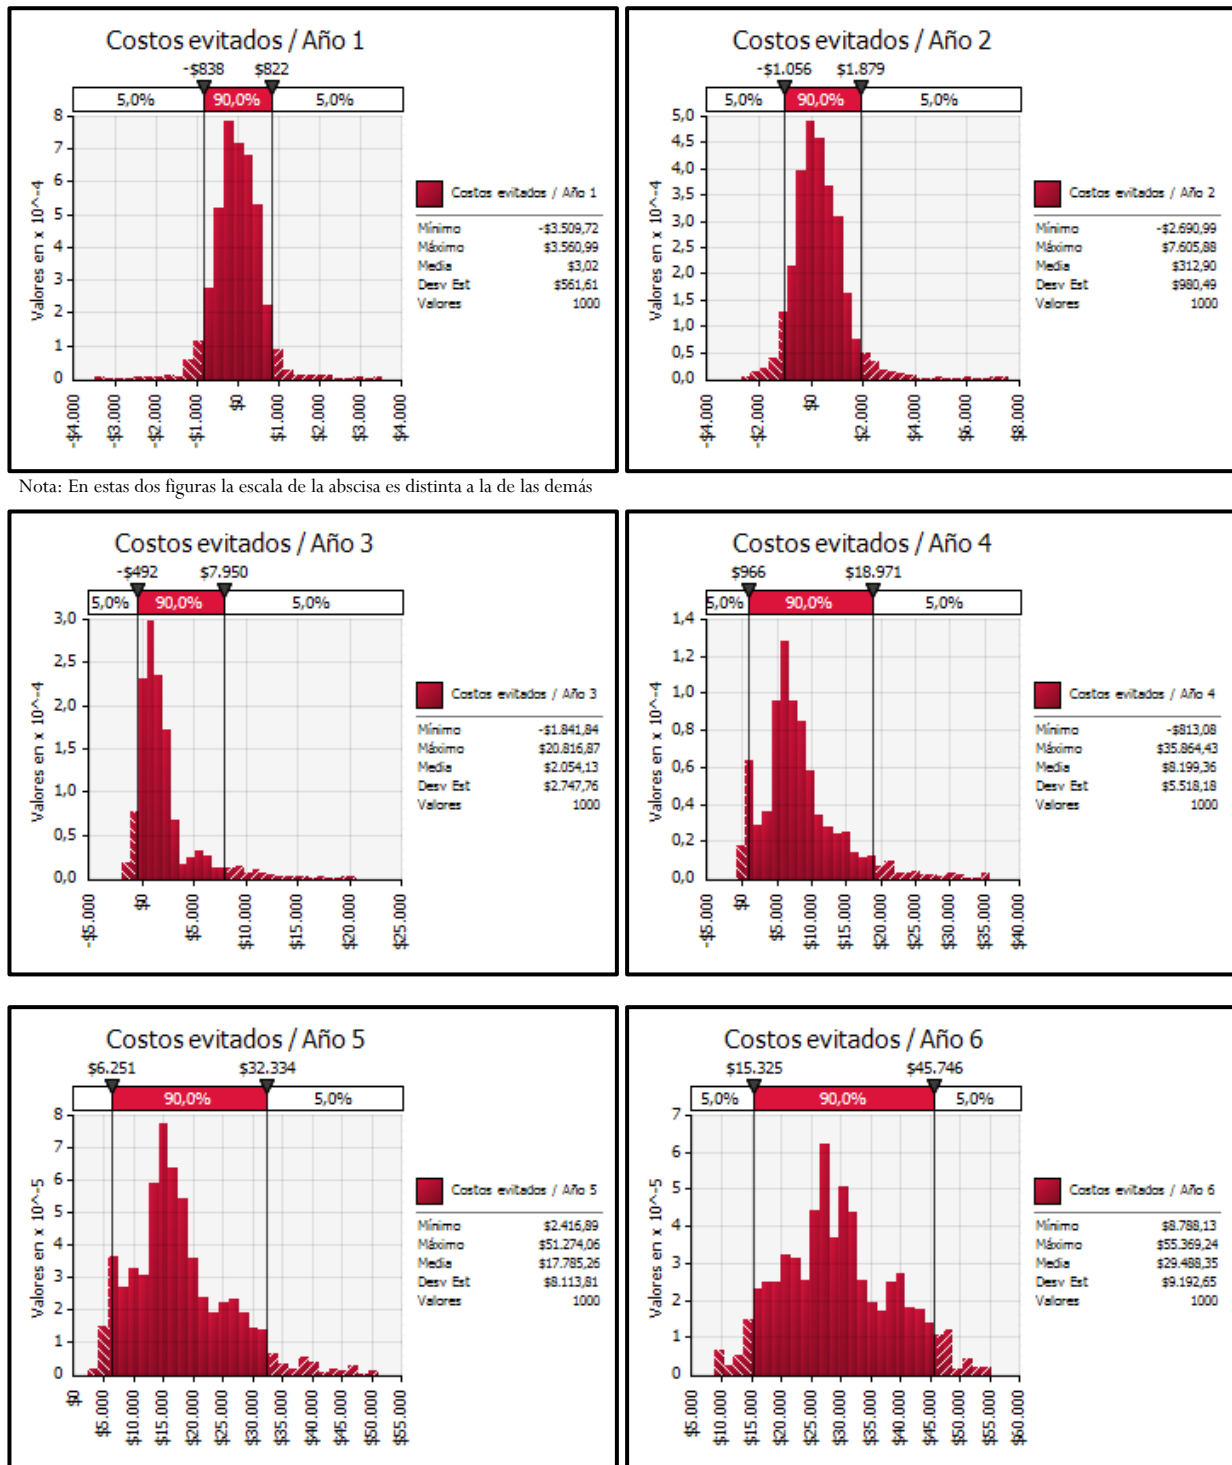 Costos evitados / Año 1
-$838 $822
5,0% 90,0% 5,0%
Valores en x 10^-4
8
7
6
5
4
3
2
1
0
-$4.000 -$3.000 -$2.000 -$1.000 $0 $1.000 $2.000 $3.000 $4.000
Costos evitados / Año 1
Mínimo -$3.509,72
Máximo $3.560,99
Media $3,02
Desv Est $561,61
Valores 1000
Costos evitados / Año 2
-$1.056 $1.879
5,0% 90,0% 5,0%
Valores en x 10^-4
5,0
4,5
4,0
3,5
3,0
2,5
2,0
1,5
1,0
0,5
0,0
-$4.000 -$2.000 $0 $2.000 $4.000 $6.000 $8.000
Costos evitados / Año 2
Mínimo -$2.690,99
Máximo $7.605,88
Media $312,90
Desv Est $980,49
Valores 1000
Nota: En estas dos figuras la escala de la abscisa es distinta a la de las demás
Costos evitados / Año 3
-$492 $7.950
5,0% 90,0% 5,0%
Valores en x 10^-4
3,0
2,5
2,0
1,5
1,0
0,5
0,0
-$5.000 $0 $5.000 $10.000 $15.000 $20.000 $25.000
Costos evitados / Año 3
Mínimo -$1.841,84
Máximo $20.816,87
Media $2.054,13
Desv Est $2.747,76
Valores 1000
Costos evitados / Año 4
$966 $18.971
5,0% 90,0% 5,0%
Valores en x 10^-4
1,4
1,2
1,0
0,8
0,6
0,4
0,2
0,0
-$5.000 $0 $5.000 $10.000 $15.000 $20.000 $25.000 $30.000 $35.000 $40.000
Costos evitados / Año 4
Mínimo -$813,08
Máximo $35.864,43
Media $8.199,36
Desv Est $5.518,18
Valores 1000
Costos evitados / Año 5
$6.251 $32.334
90,0% 5,0%
Valores en x 10^-5
8
7
6
5
4
3
2
1
0
$0 $5.000 $10.000 $15.000 $20.000 $25.000 $30.000 $35.000 $40.000 $45.000 $50.000 $55.000
Costos evitados / Año 5
Mínimo $2.416,89
Máximo $51.274,06
Media $17.785,26
Desv Est $8.113,81
Valores 1000
Costos evitados / Año 6
$15.325 $45.746
5,0% 90,0% 5,0%
Valores en x 10^-5
7
6
5
4
3
2
1
0
$5.000 $10.000 $15.000 $20.000 $25.000 $30.000 $35.000 $40.000 $45.000 $50.000 $55.000 $60.000
Costos evitados / Año 6
Mínimo $8.788,13
Máximo $55.369,24
Media $29.488,35
Desv Est $9.192,65
Valores 1000